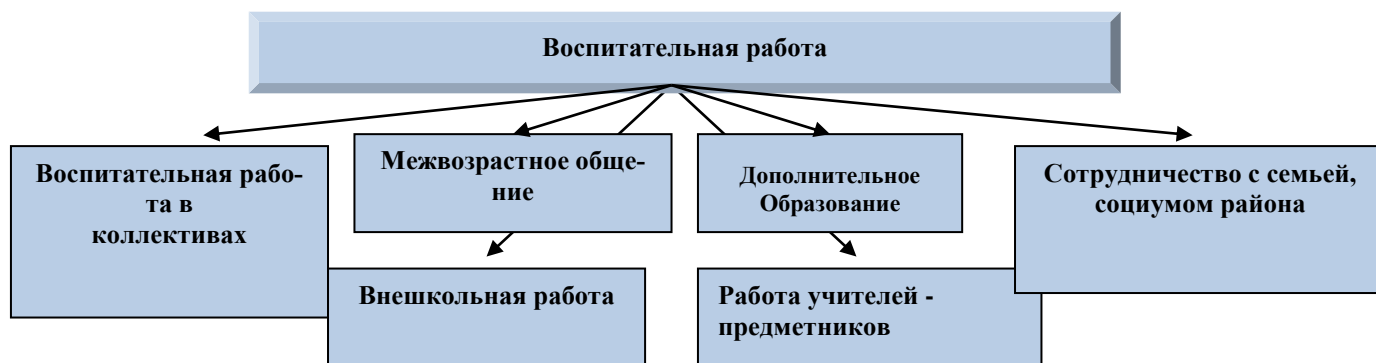 Воспитательная работа
Воспитательная рабо-
та в
коллективах
Межвозрастное обще-
ние
Дополнительное
Образование
Сотрудничество с семьей,
социумом района
Внешкольная работа
Работа учителей -
предметников